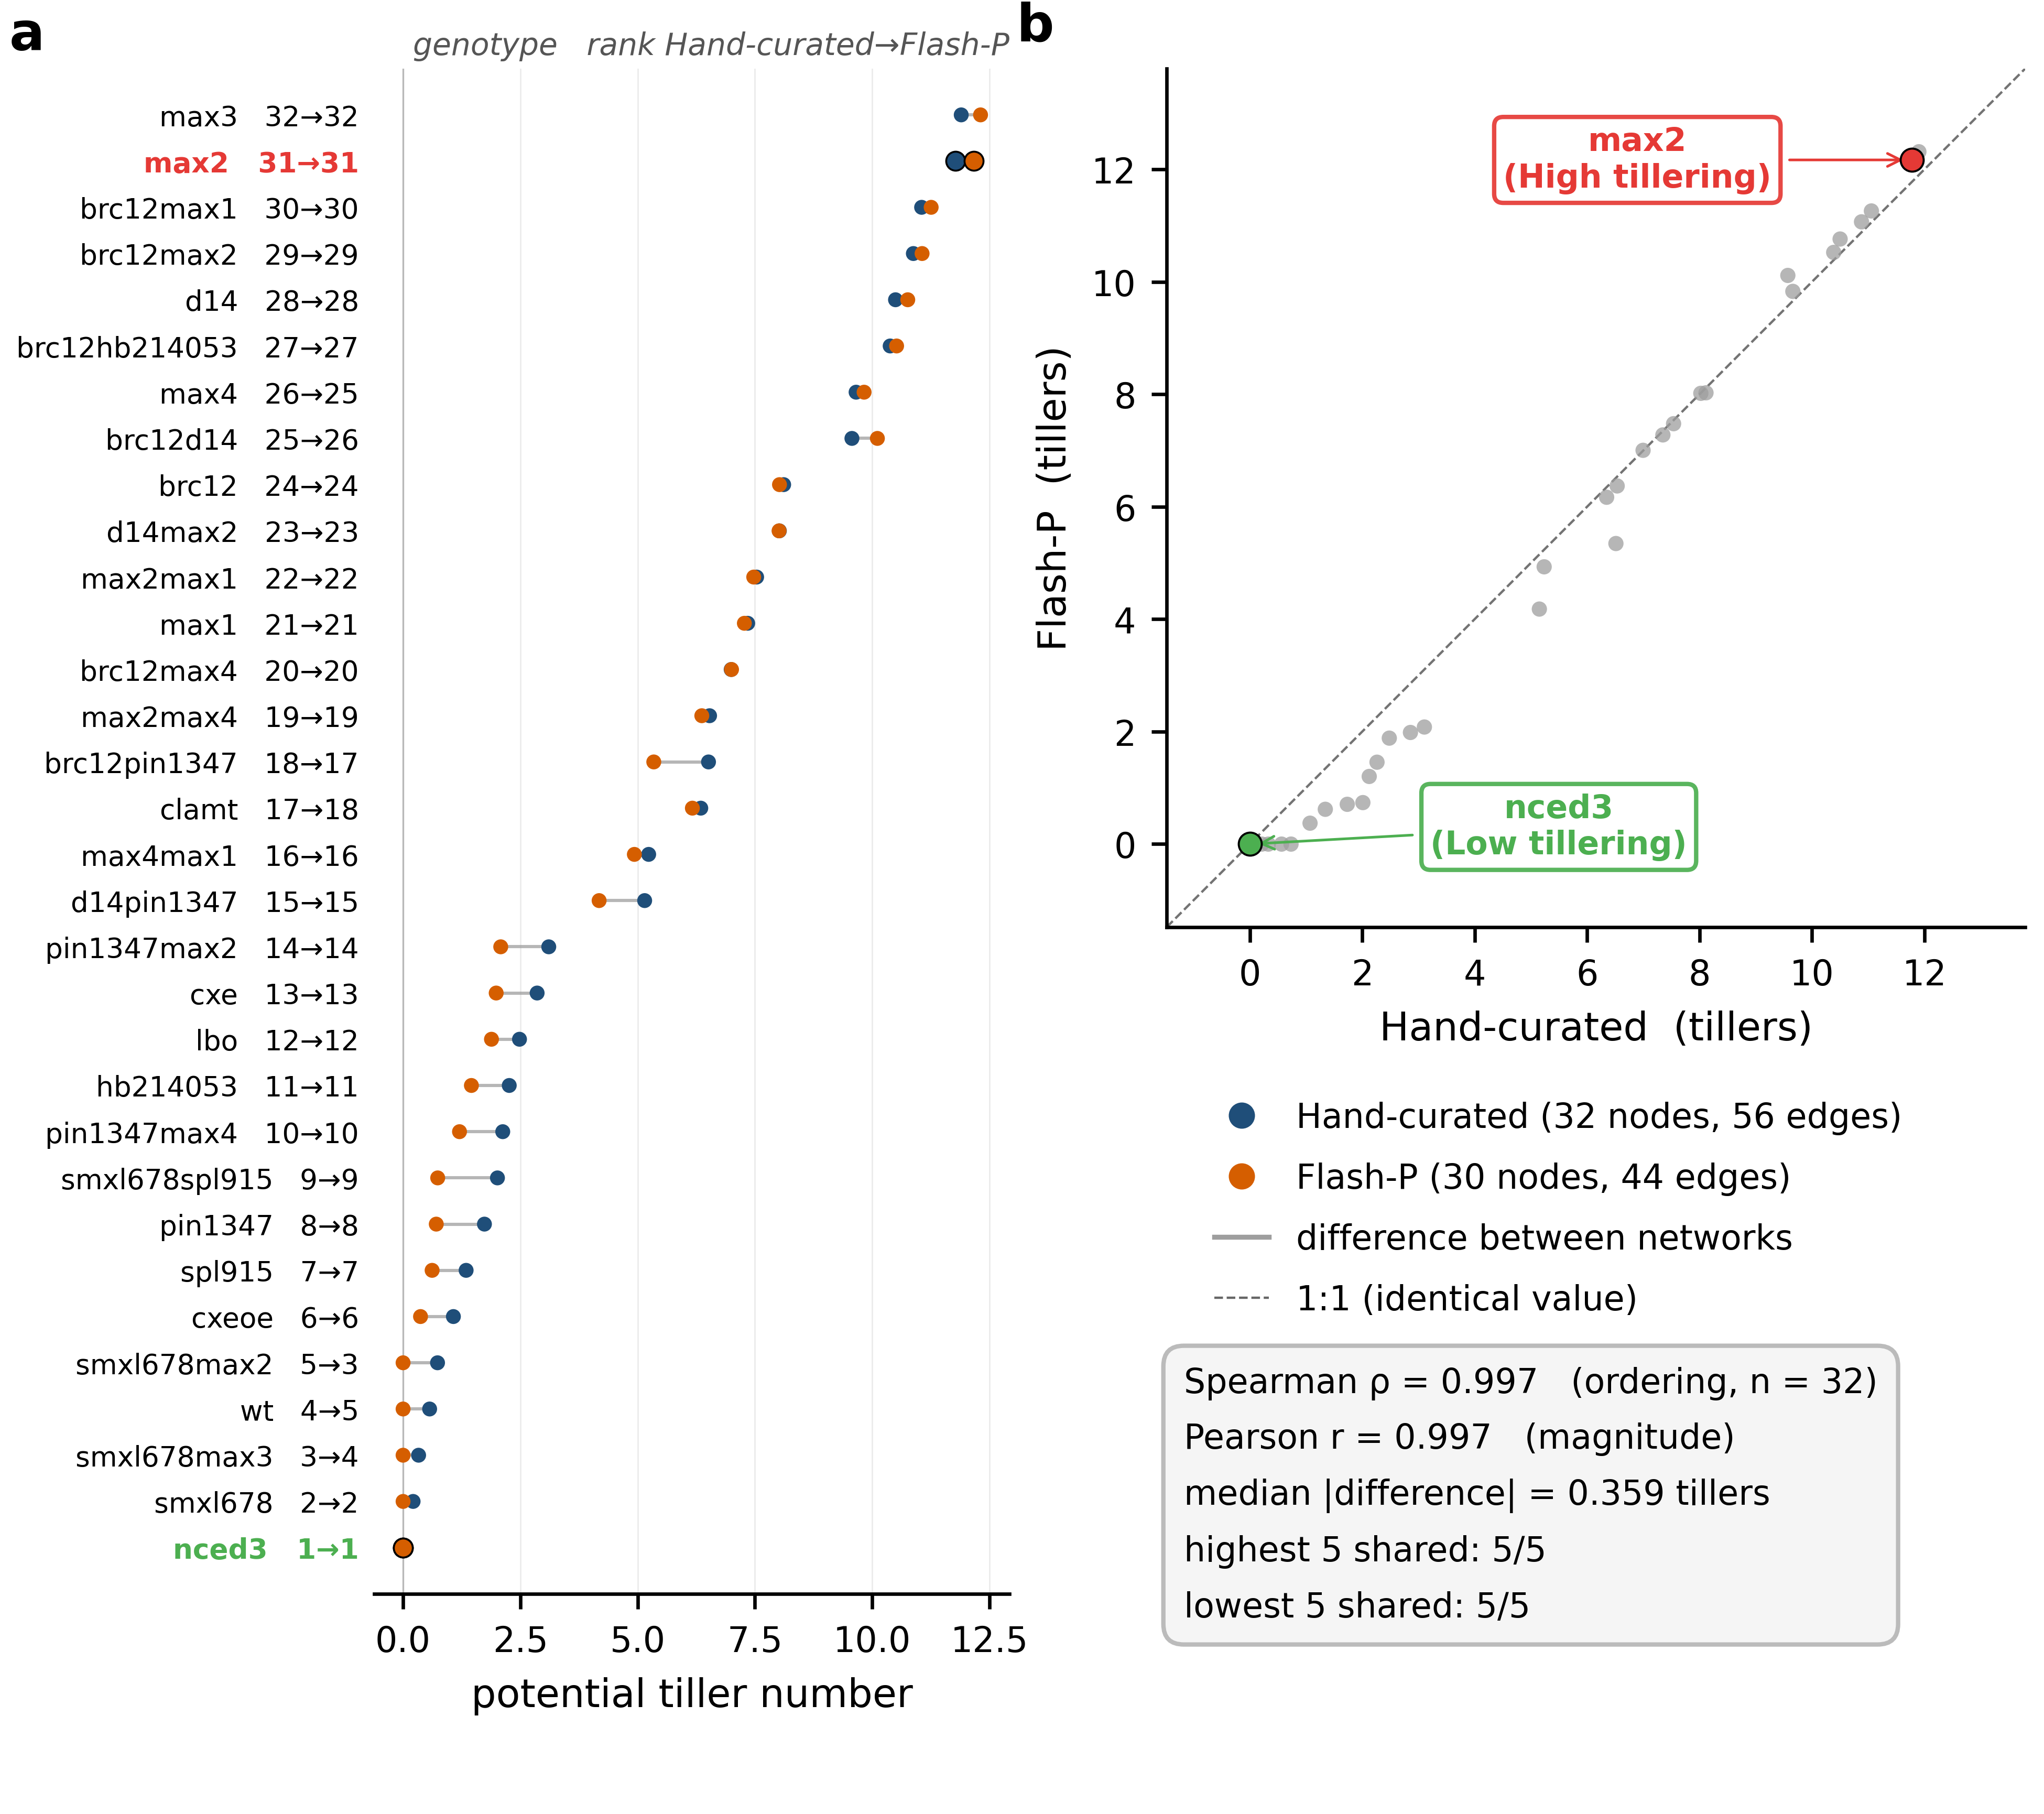 a
genotype rank Hand-curated→Flash-P
max3 32→32
max2 31→31
brc12max1 30→30
brc12max2 29→29
d14 28→28
brc12hb214053 27→27
max4 26→25
brc12d14 25→26
brc12 24→24
d14max2 23→23
max2max1 22→22
max1 21→21
brc12max4 20→20
max2max4 19→19
brc12pin1347 18→17
clamt 17→18
max4max1 16→16
d14pin1347 15→15
pin1347max2 14→14
cxe 13→13
lbo 12→12
hb214053 11→11
pin1347max4 10→10
smxl678spl915 9→9
pin1347 8→8
spl915 7→7
cxeoe 6→6
smxl678max2 5→3
wt 4→5
smxl678max3 3→4
smxl678 2→2
nced3 1→1
0.0 2.5 5.0 7.5 10.0 12.5
potential tiller number
b
Flash-P (tillers)
12
10
8
6
4
2
0
max2
(High tillering)
nced3
(Low tillering)
0 2 4 6 8 10 12
Hand-curated (tillers)
Hand-curated (32 nodes, 56 edges)
Flash-P (30 nodes, 44 edges)
difference between networks
1:1 (identical value)
Spearman ρ = 0.997 (ordering, n = 32)
Pearson r = 0.997 (magnitude)
median |difference| = 0.359 tillers
highest 5 shared: 5/5
lowest 5 shared: 5/5